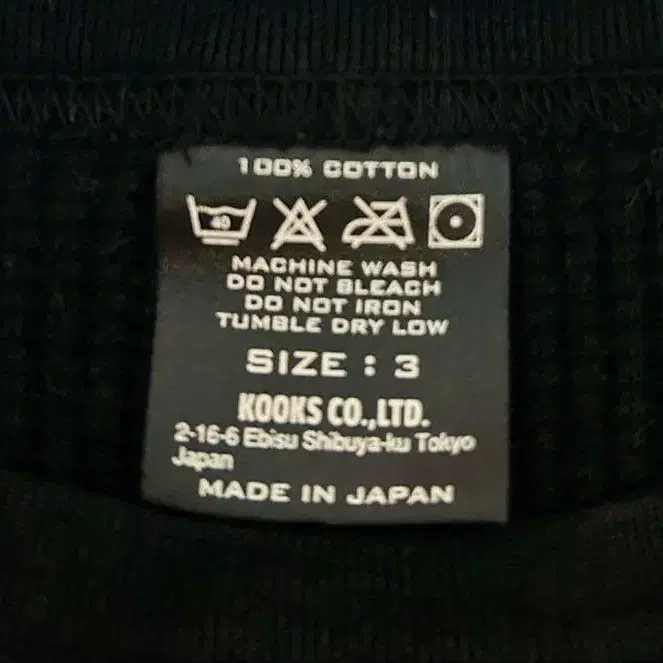 100% COTTON
40
MACHINE WASH
DO NOT BLEACH
DO NOT IRON
TUMBLE DRY LOW
SIZE : 3
KOOKS CO.,LTD.
2-16-6 Ebisu Shibuya-ku Tokyo
Japan
MADE IN JAPAN